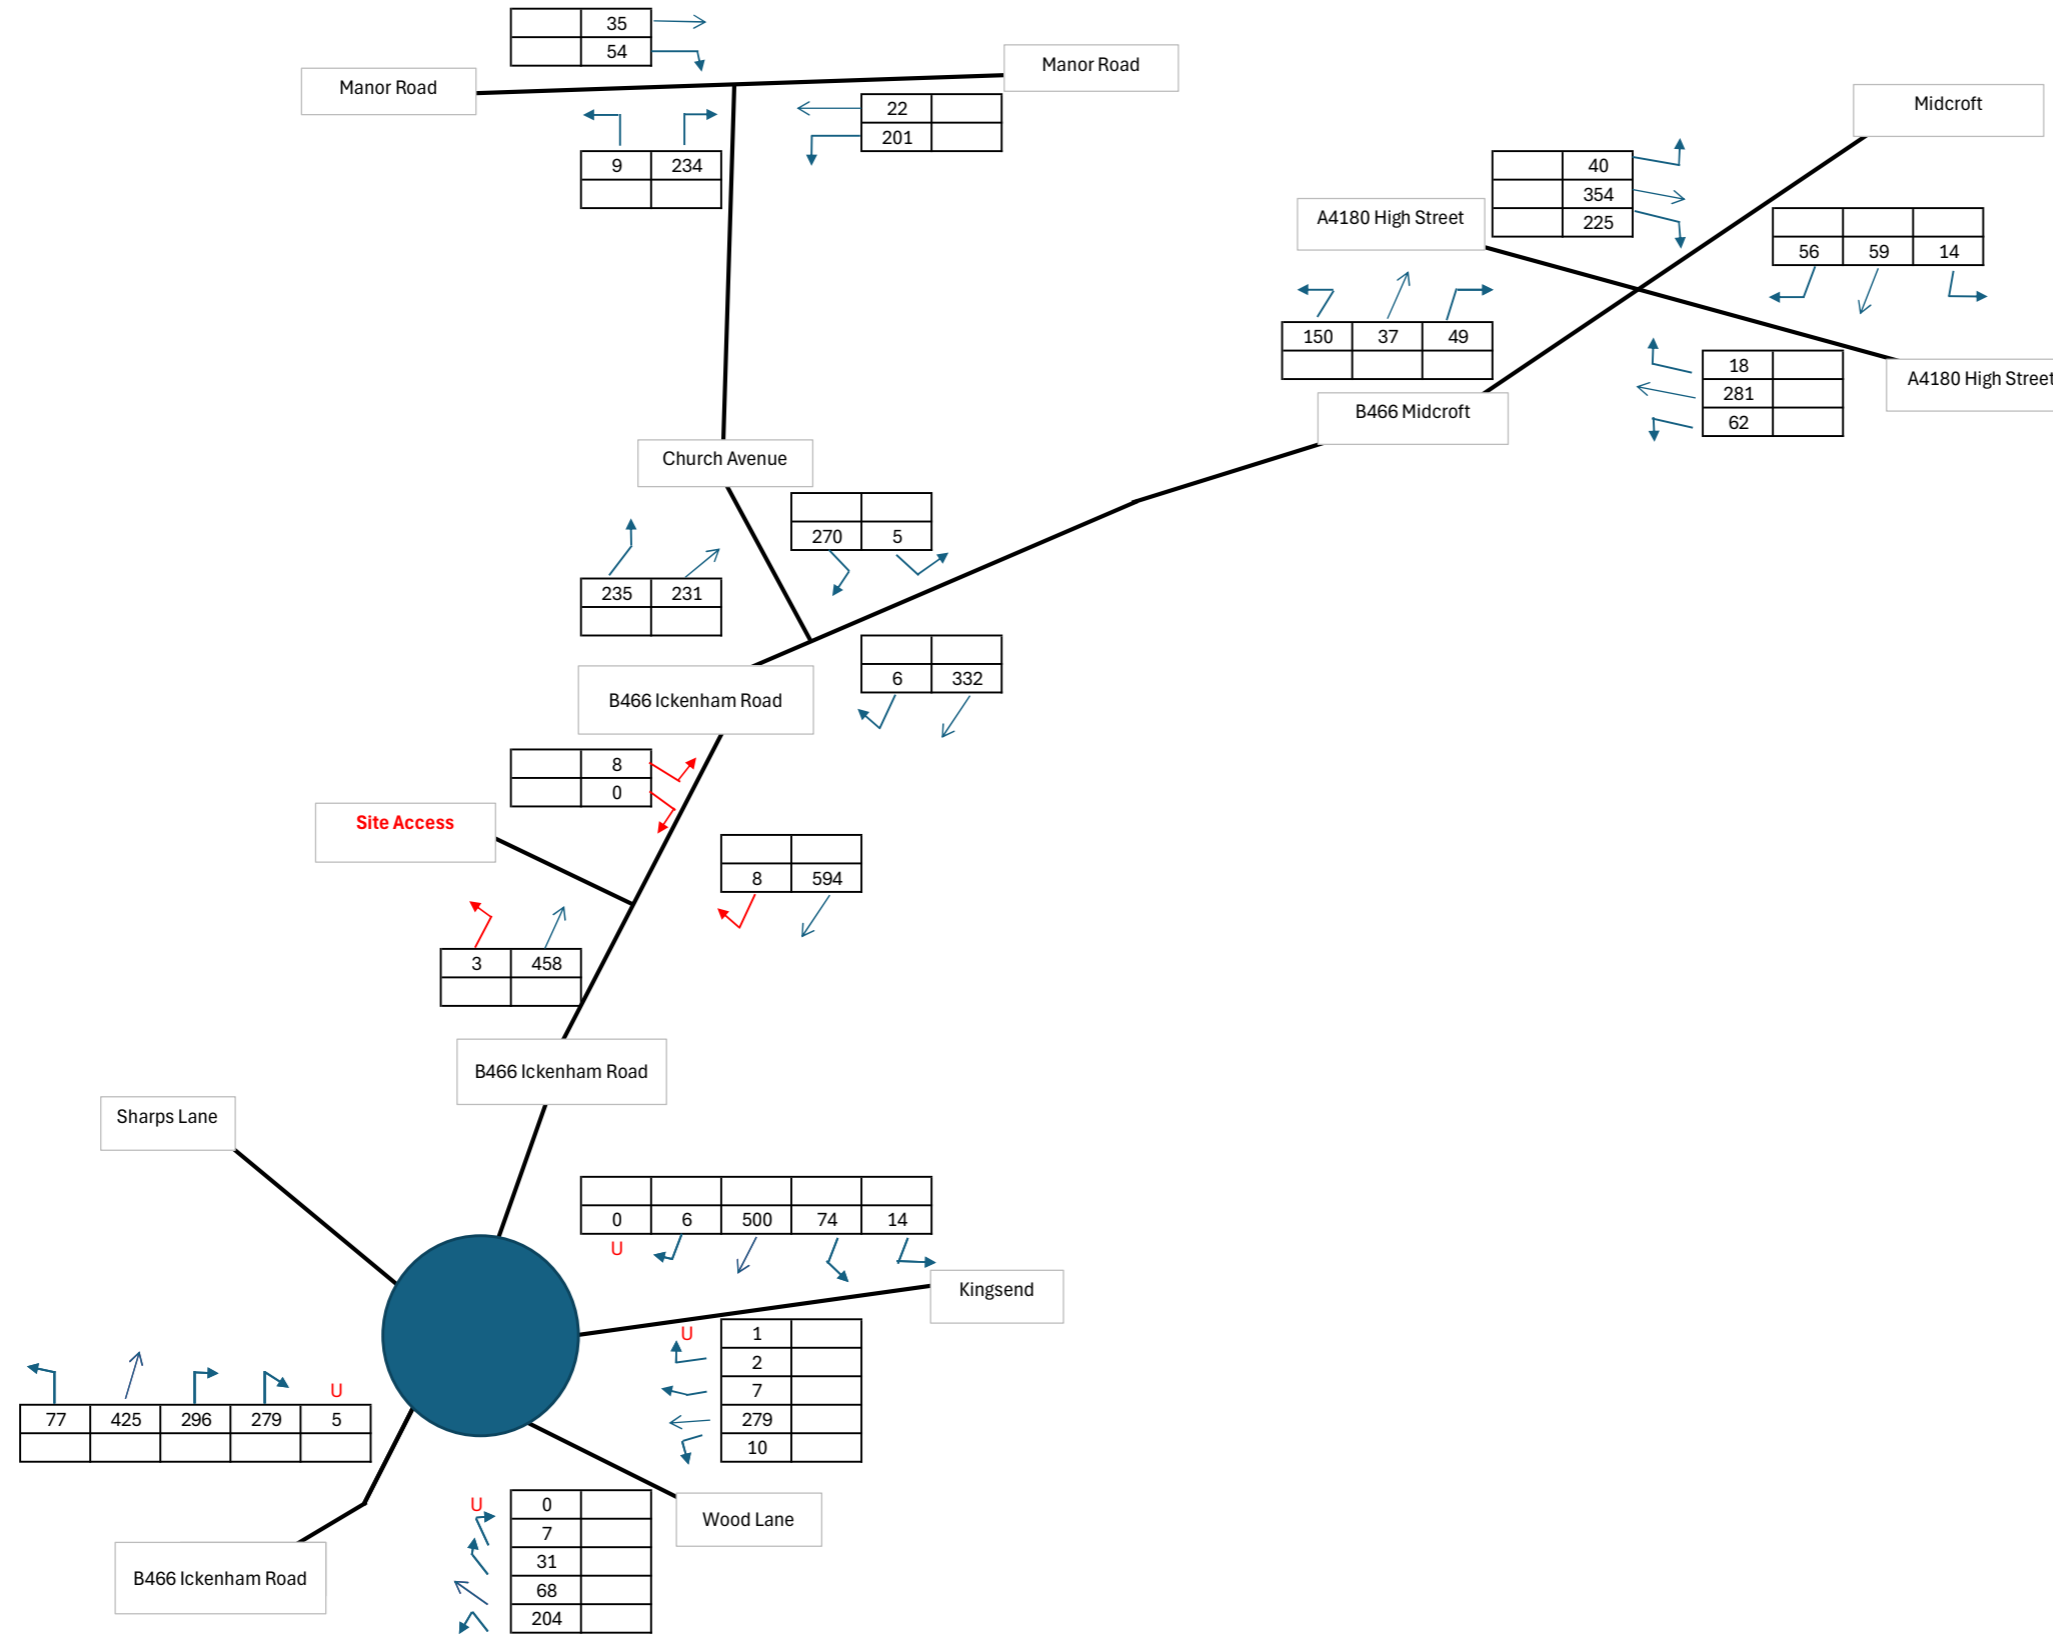 35
54
Manor Road
Manor Road
22
201
9 234
Midcroft
40
354
225
A4180 High Street
56 59 14
150 37 49
18
281
62
A4180 High Street
B466 Midcroft
Church Avenue
270 5
235 231
6 332
B466 Ickenham Road
8
0
Site Access
8 594
3 458
B466 Ickenham Road
Sharps Lane
0 6 500 74 14
U
Kingsend
U
1
2
7
279
10
U
77 425 296 279 5
U
0
7
31
68
204
Wood Lane
B466 Ickenham Road